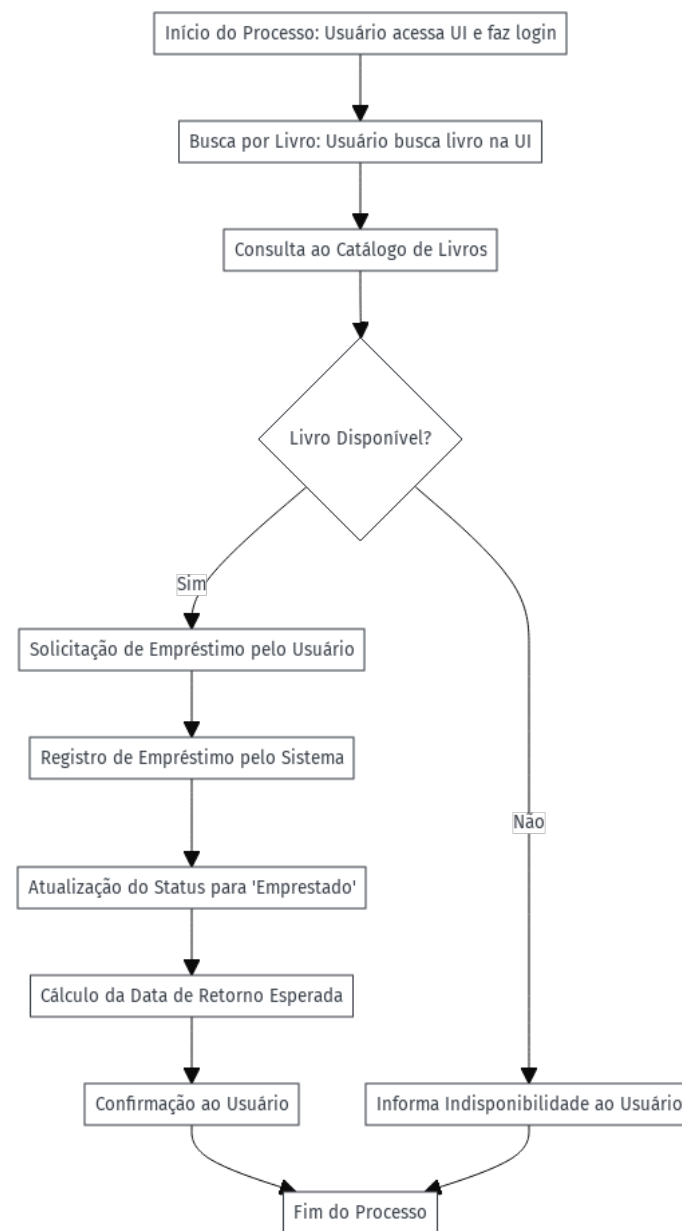 Início do Processo: Usuário acessa UI e faz login
Busca por Livro: Usuário busca livro na UI
Consulta ao Catálogo de Livros
Livro Disponível?
Sim
Solicitação de Empréstimo pelo Usuário
Registro de Empréstimo pelo Sistema
Não
Atualização do Status para 'Emprestado'
Cálculo da Data de Retorno Esperada
Confirmação ao Usuário
Informa Indisponibilidade ao Usuário
Fim do Processo